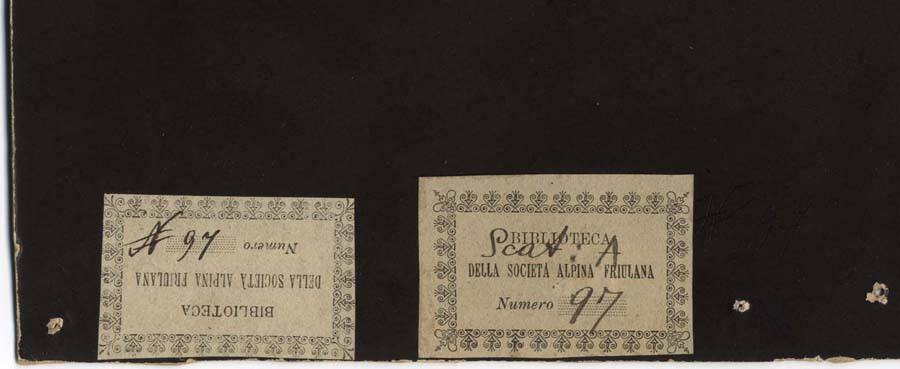 BIBLIOTECA
DELLA SOCIETÀ ALPINA FRIULANA
Numero 97
BIBLIOTECA
Scat. A
DELLA SOCIETÀ ALPINA FRIULANA
Numero 97